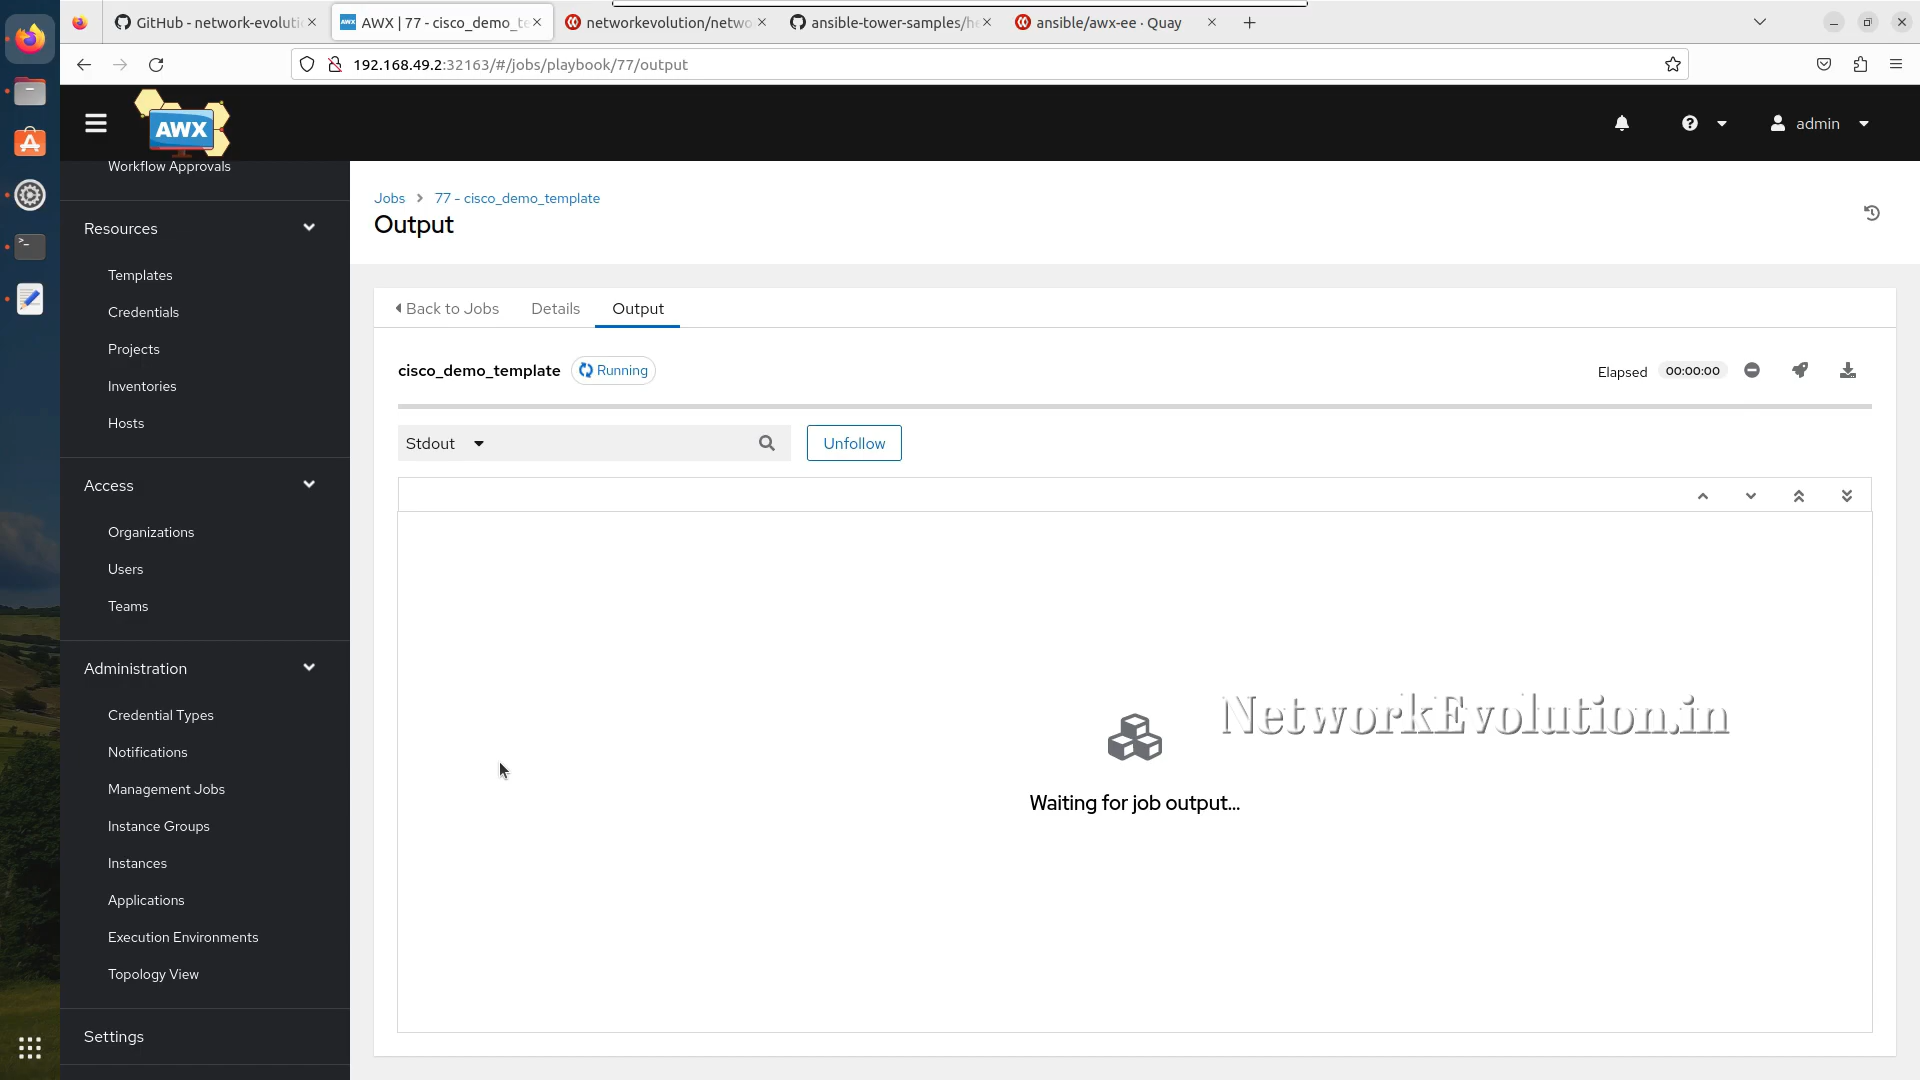 GitHub - network-evoluti
AWX | 77 - cisco_demo_te
networkevolution/netwo
ansible-tower-samples/he
ansible/awx-ee · Quay
192.168.49.2:32163/#/jobs/playbook/77/output
AWX
admin
Workflow Approvals
Resources
Templates
Credentials
Projects
Inventories
Hosts
Access
Organizations
Users
Teams
Administration
Credential Types
Notifications
Management Jobs
Instance Groups
Instances
Applications
Execution Environments
Topology View
Settings
Jobs > 77 - cisco_demo_template
Output
Back to Jobs Details Output
cisco_demo_template Running
Elapsed 00:00:00
Stdout
Unfollow
NetworkEvolution.in
Waiting for job output...